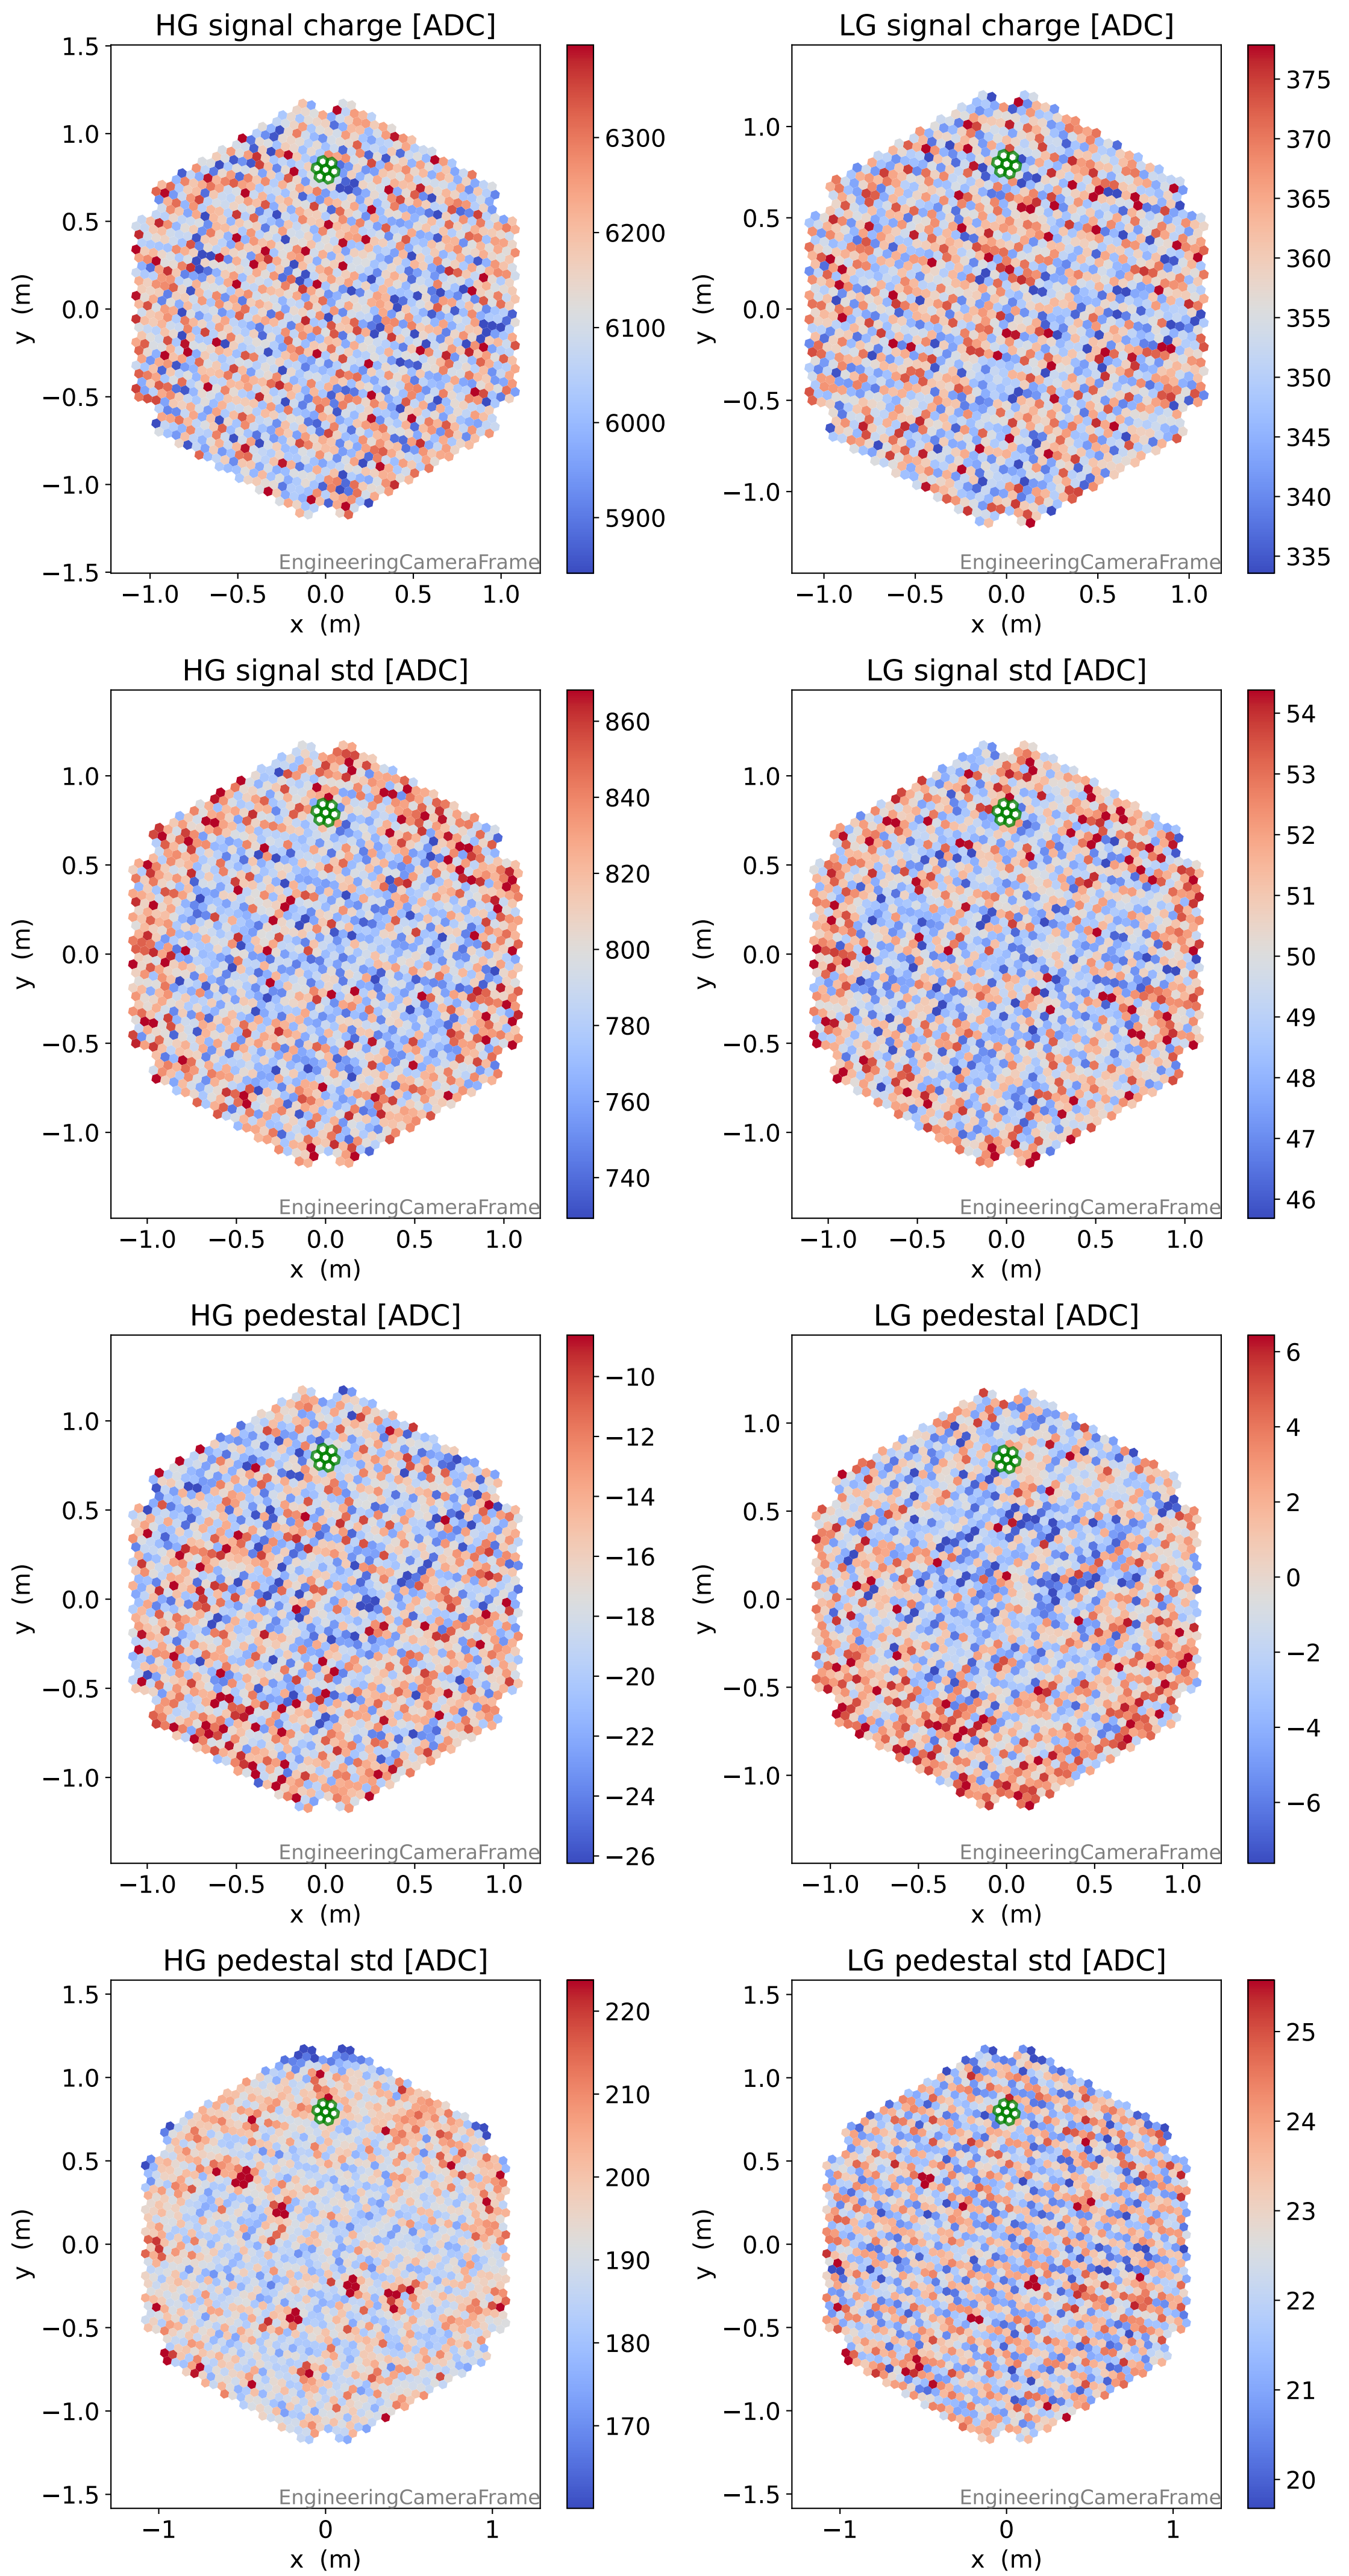 HG signal charge [ADC]
LG signal charge [ADC]
1.5
1.0
0.5
0.0
−0.5
−1.0
−1.5
y (m)
−1.0 −0.5 0.0 0.5 1.0
x (m)
EngineeringCameraFrame
6300
6200
6100
6000
5900
1.0
0.5
0.0
−0.5
−1.0
y (m)
−1.0 −0.5 0.0 0.5 1.0
x (m)
EngineeringCameraFrame
375
370
365
360
355
350
345
340
335
HG signal std [ADC]
LG signal std [ADC]
1.0
0.5
0.0
−0.5
−1.0
y (m)
−1.0 −0.5 0.0 0.5 1.0
x (m)
EngineeringCameraFrame
860
840
820
800
780
760
740
1.0
0.5
0.0
−0.5
−1.0
y (m)
−1.0 −0.5 0.0 0.5 1.0
x (m)
EngineeringCameraFrame
54
53
52
51
50
49
48
47
46
HG pedestal [ADC]
LG pedestal [ADC]
1.0
0.5
0.0
−0.5
−1.0
y (m)
−1.0 −0.5 0.0 0.5 1.0
x (m)
EngineeringCameraFrame
−10
−12
−14
−16
−18
−20
−22
−24
−26
1.0
0.5
0.0
−0.5
−1.0
y (m)
−1.0 −0.5 0.0 0.5 1.0
x (m)
EngineeringCameraFrame
6
4
2
0
−2
−4
−6
HG pedestal std [ADC]
LG pedestal std [ADC]
1.5
1.0
0.5
0.0
−0.5
−1.0
−1.5
y (m)
−1 0 1
x (m)
EngineeringCameraFrame
220
210
200
190
180
170
1.5
1.0
0.5
0.0
−0.5
−1.0
−1.5
y (m)
−1 0 1
x (m)
EngineeringCameraFrame
25
24
23
22
21
20